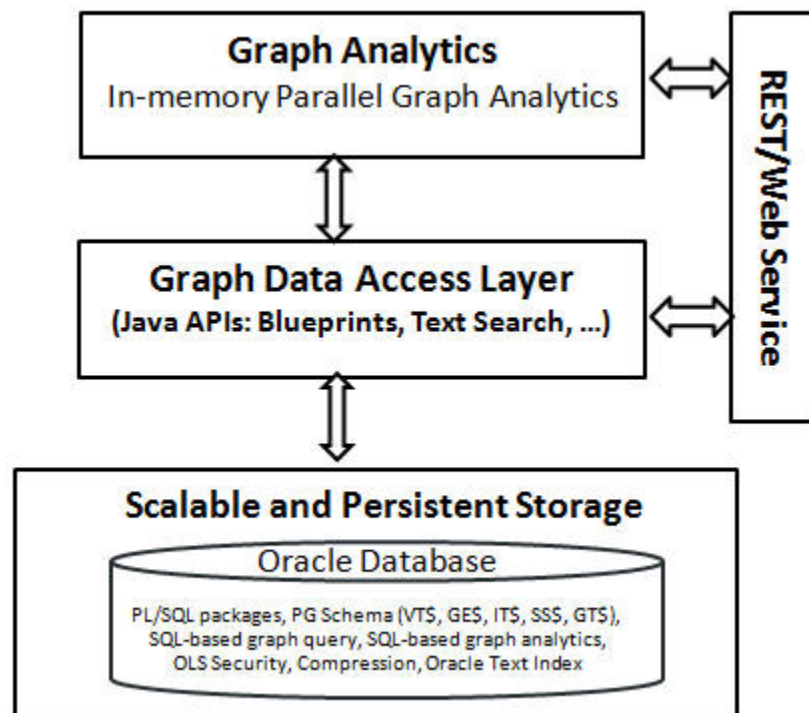 Graph Analytics
In-memory Parallel Graph Analytics
REST/Web Service
Graph Data Access Layer
(Java APIs: Blueprints, Text Search, ...)
Scalable and Persistent Storage
Oracle Database
PL/SQL packages, PG Schema (VT$, GE$, IT$, SS$, GT$),
SQL-based graph query, SQL-based graph analytics,
OLS Security, Compression, Oracle Text Index